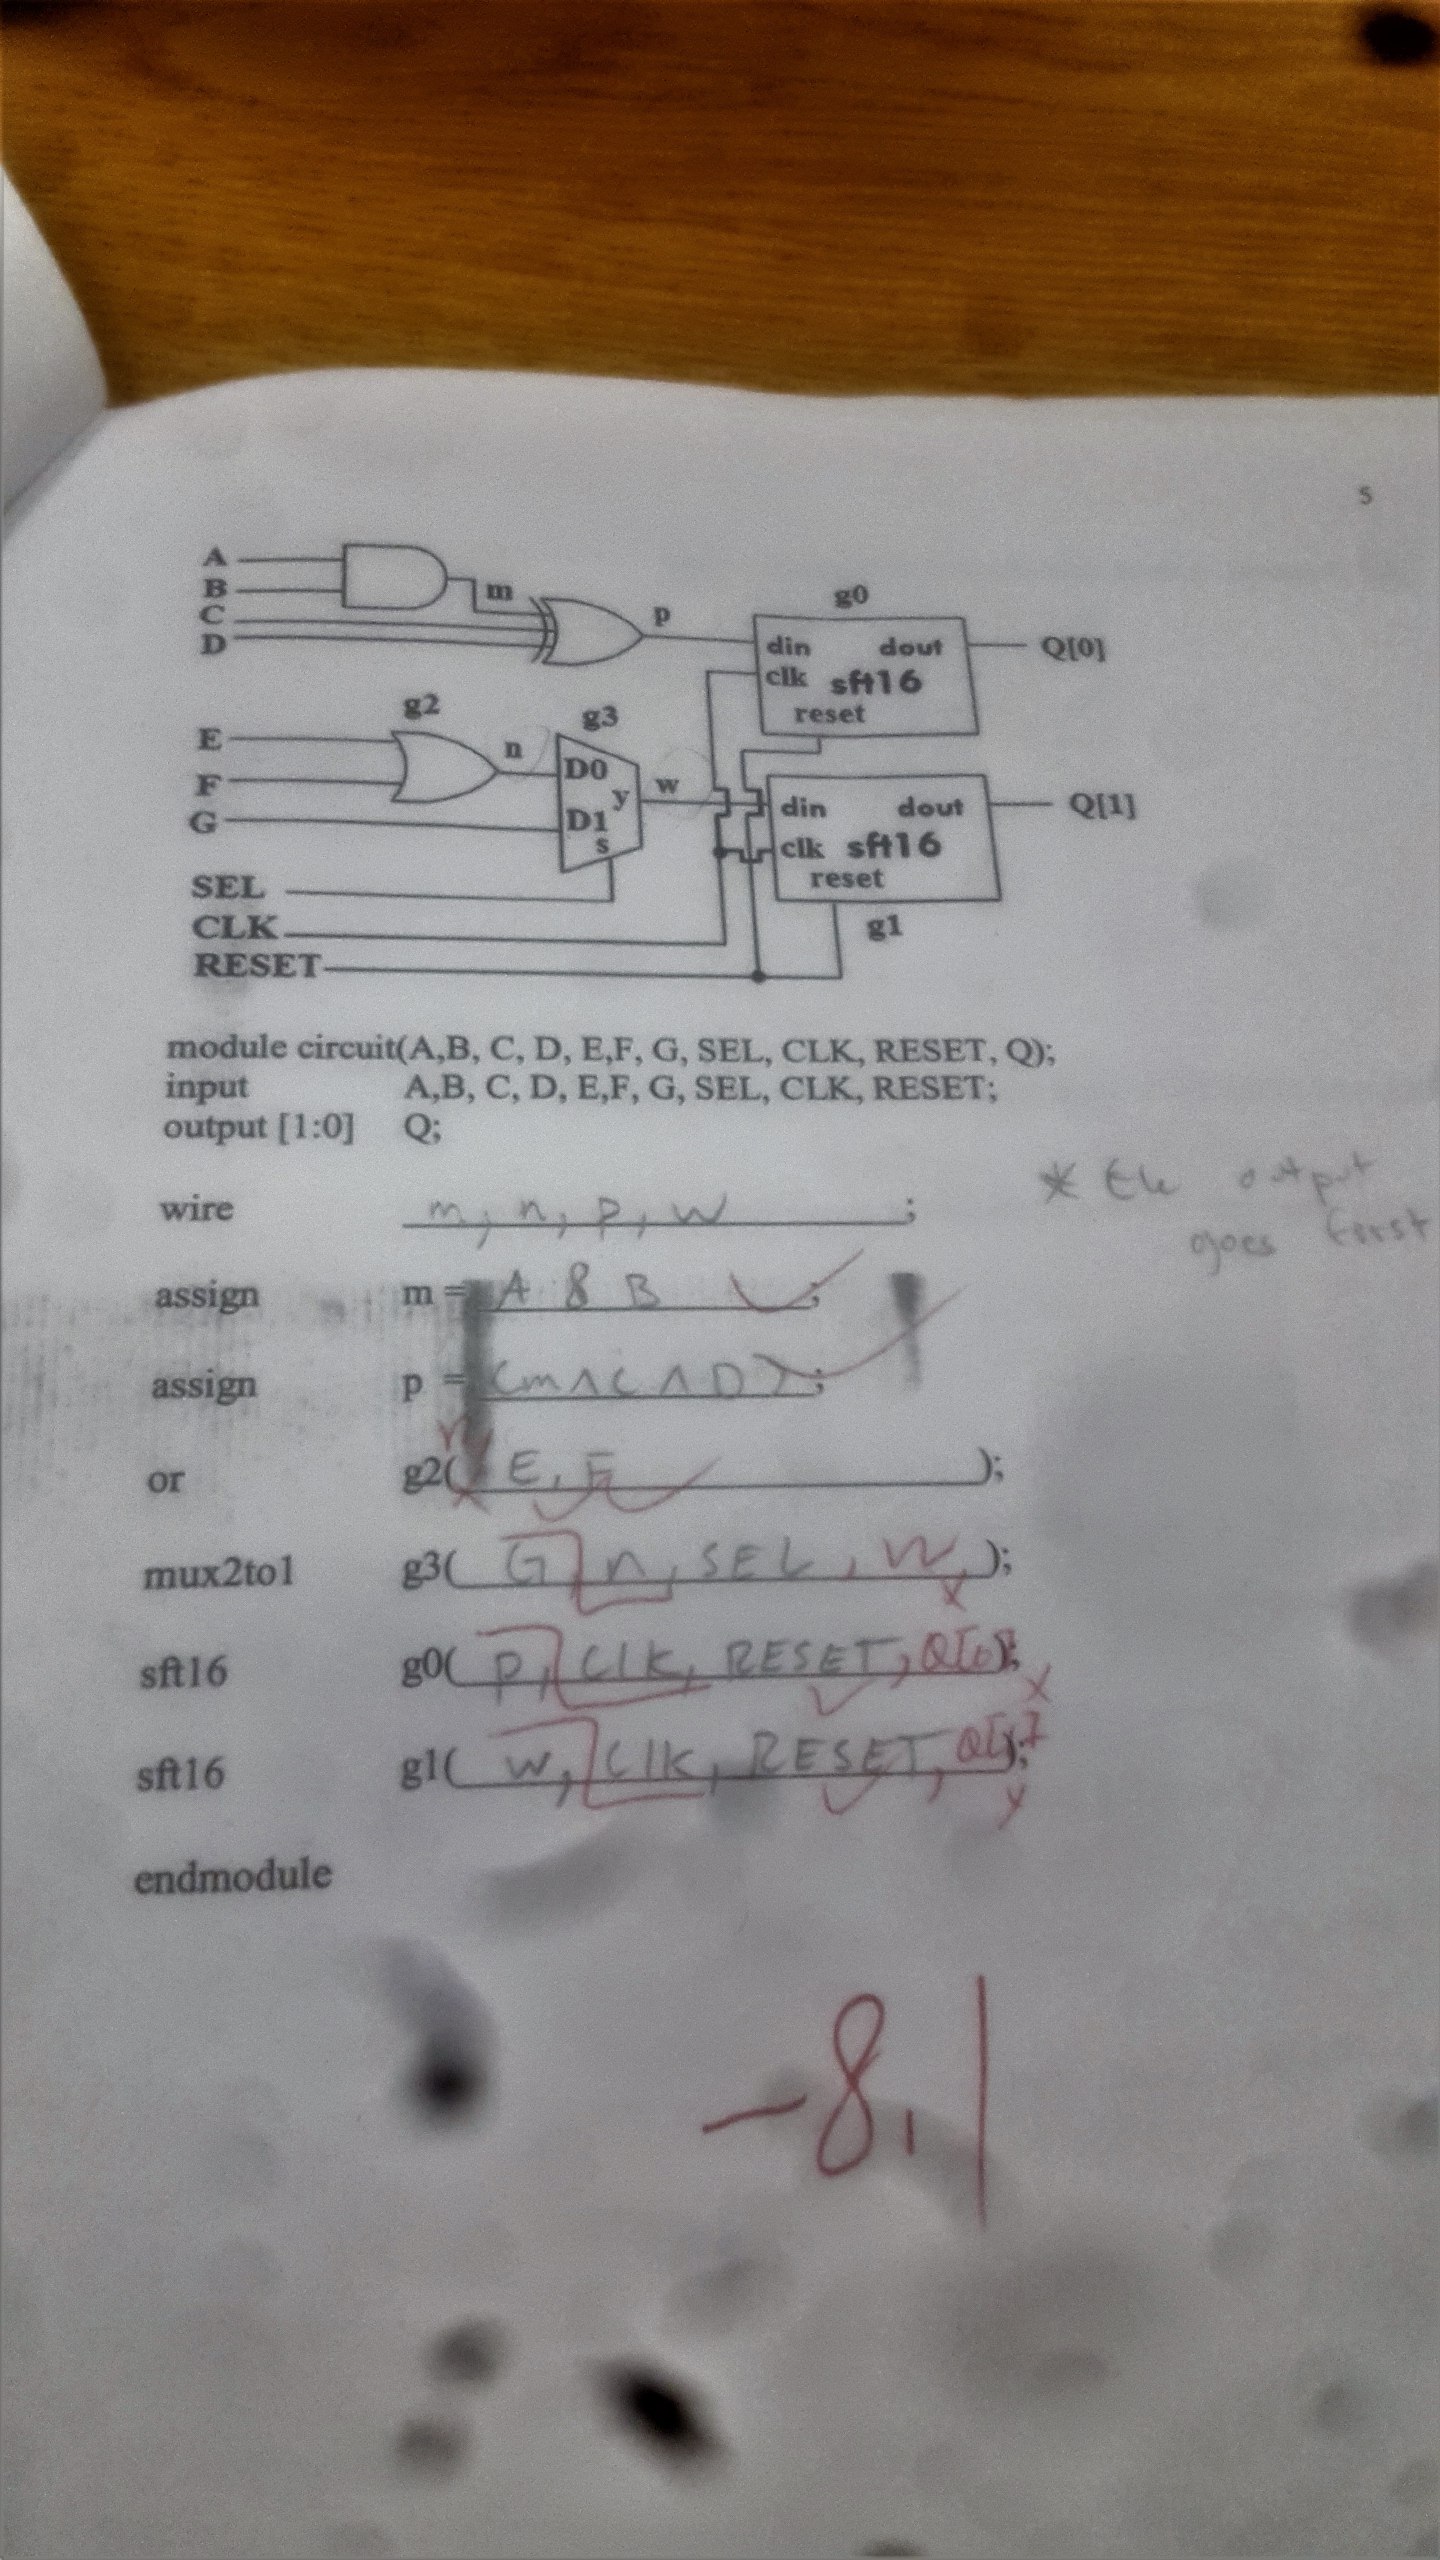 5
A
B
C
D
m
p
g0
din dout
clk sft16
reset
Q[0]
E
F
G
g2
n
g3
D0
D1
y
s
w
din dout
clk sft16
reset
Q[1]
g1
SEL
CLK
RESET
module circuit(A,B, C, D, E,F, G, SEL, CLK, RESET, Q);
input A,B, C, D, E,F, G, SEL, CLK, RESET;
output [1:0] Q;
wire m, n, p, w ;
* the output
goes first
assign m = A & B ;
assign p = (m ^ C ^ D) ;
n,
or g2( E, F );
mux2to1 g3( G, n, SEL, W, );
sft16 g0( p, Clk, RESET, Q[0] );
sft16 g1( w, Clk, RESET, Q[1] );
endmodule
-8.1